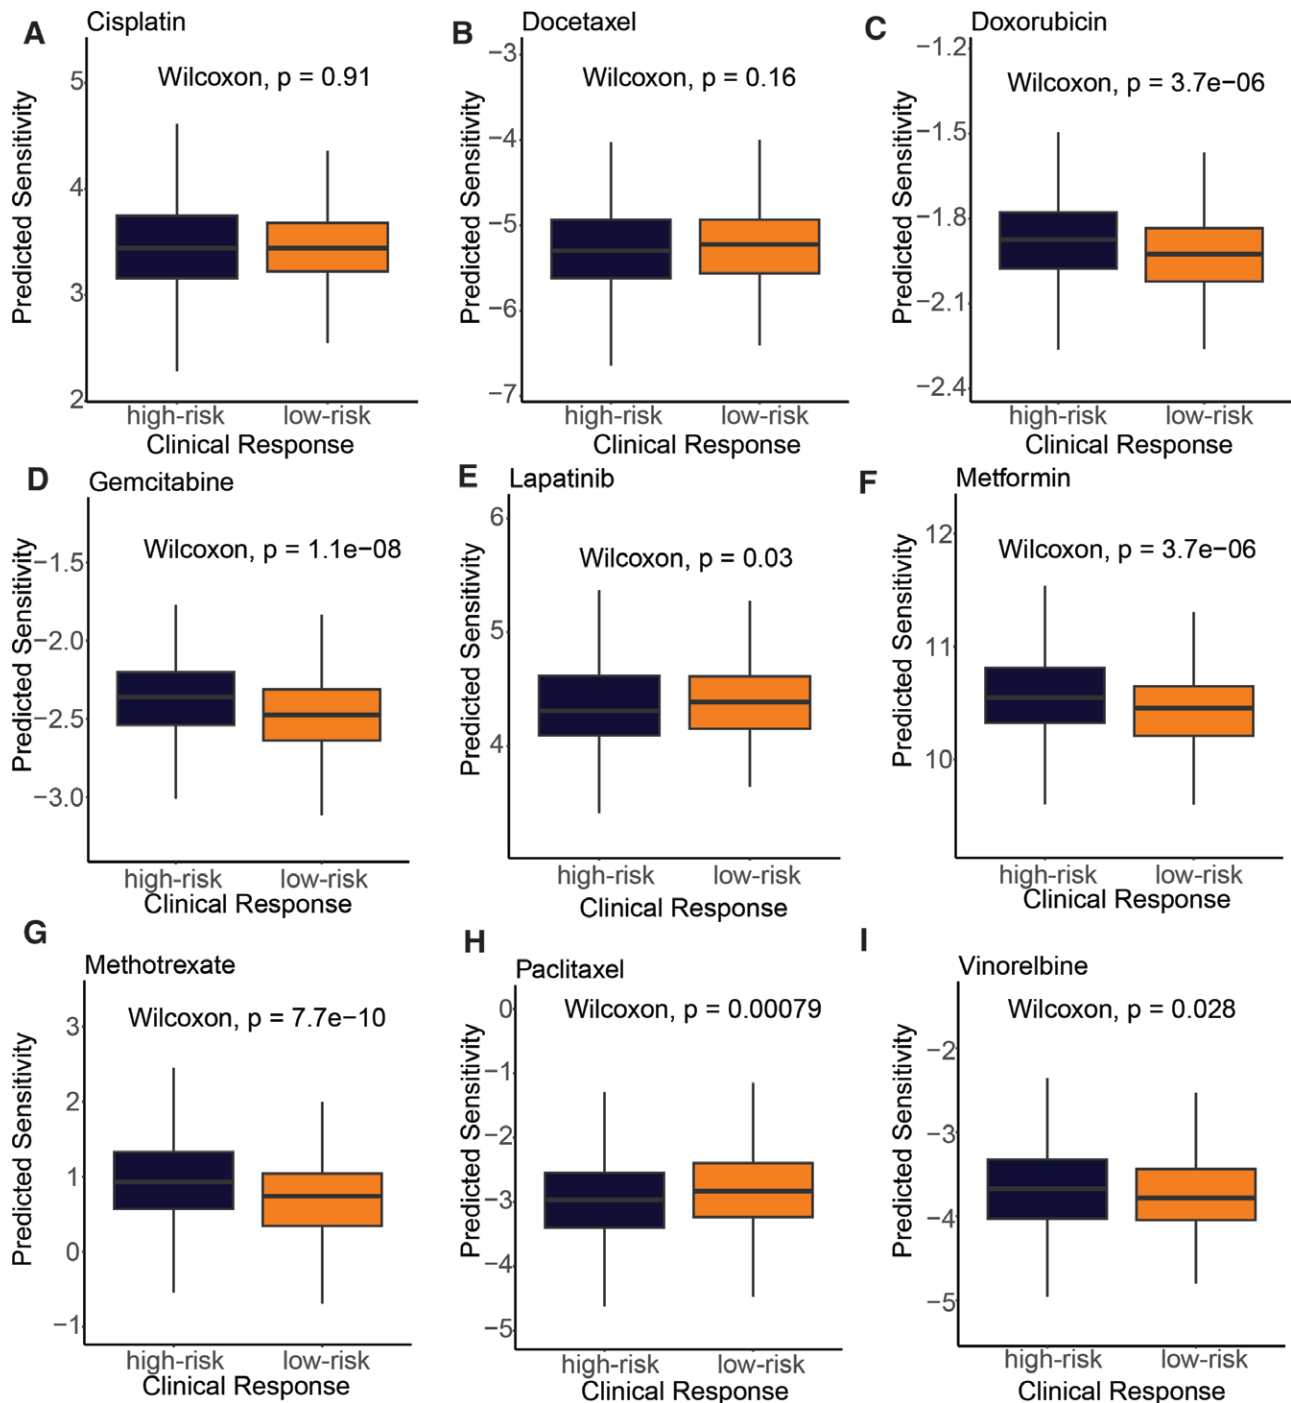 A Cisplatin
Wilcoxon, p = 0.91
Predicted Sensitivity
5
4
3
2
high-risk low-risk
Clinical Response
B Docetaxel
Wilcoxon, p = 0.16
Predicted Sensitivity
−3
−4
−5
−6
−7
high-risk low-risk
Clinical Response
C Doxorubicin
Wilcoxon, p = 3.7e−06
Predicted Sensitivity
−1.2
−1.5
−1.8
−2.1
−2.4
high-risk low-risk
Clinical Response
D Gemcitabine
Wilcoxon, p = 1.1e−08
Predicted Sensitivity
−1.5
−2.0
−2.5
−3.0
high-risk low-risk
Clinical Response
E Lapatinib
Wilcoxon, p = 0.03
Predicted Sensitivity
6
5
4
high-risk low-risk
Clinical Response
F Metformin
Wilcoxon, p = 3.7e−06
Predicted Sensitivity
12
11
10
high-risk low-risk
Clinical Response
G
Methotrexate
Wilcoxon, p = 7.7e−10
Predicted Sensitivity
3
2
1
0
−1
high-risk low-risk
Clinical Response
H
Paclitaxel
Wilcoxon, p = 0.00079
Predicted Sensitivity
0
−1
−2
−3
−4
−5
high-risk low-risk
Clinical Response
I
Vinorelbine
Wilcoxon, p = 0.028
Predicted Sensitivity
−2
−3
−4
−5
high-risk low-risk
Clinical Response